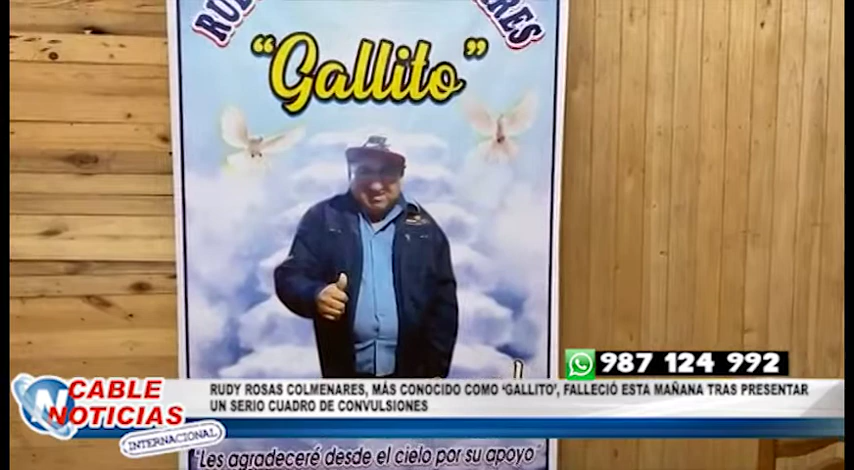 “Gallito”
987 124 992
CABLE
NOTICIAS
INTERNACIONAL
RUDY ROSAS COLMENARES, MÁS CONOCIDO COMO ‘GALLITO’, FALLECIÓ ESTA MAÑANA TRAS PRESENTAR
UN SERIO CUADRO DE CONVULSIONES
“Les agradeceré desde el cielo por su apoyo”